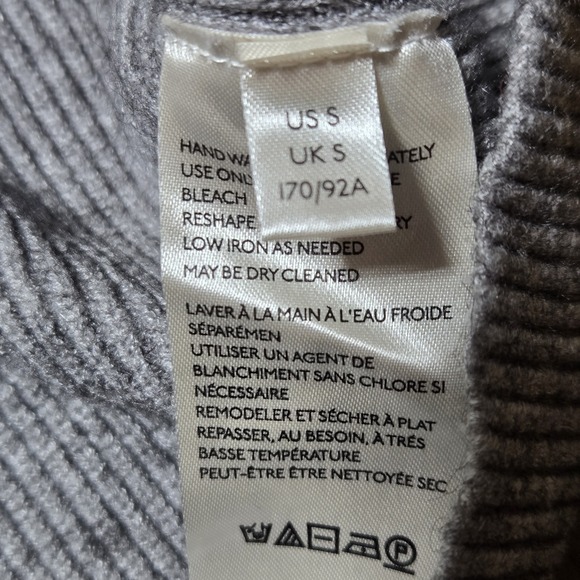 US S
UK S
170/92A
HAND WA ATELY
USE ONL E
BLEACH
RESHAPE RY
LOW IRON AS NEEDED
MAY BE DRY CLEANED
LAVER À LA MAIN À L'EAU FROIDE
SÉPARÉMEN
UTILISER UN AGENT DE
BLANCHIMENT SANS CHLORE SI
NÉCESSAIRE
REMODELER ET SÉCHER À PLAT
REPASSER, AU BESOIN, À TRÉS
BASSE TEMPÉRATURE
PEUT-ÊTRE ÊTRE NETTOYÉE SEC
P